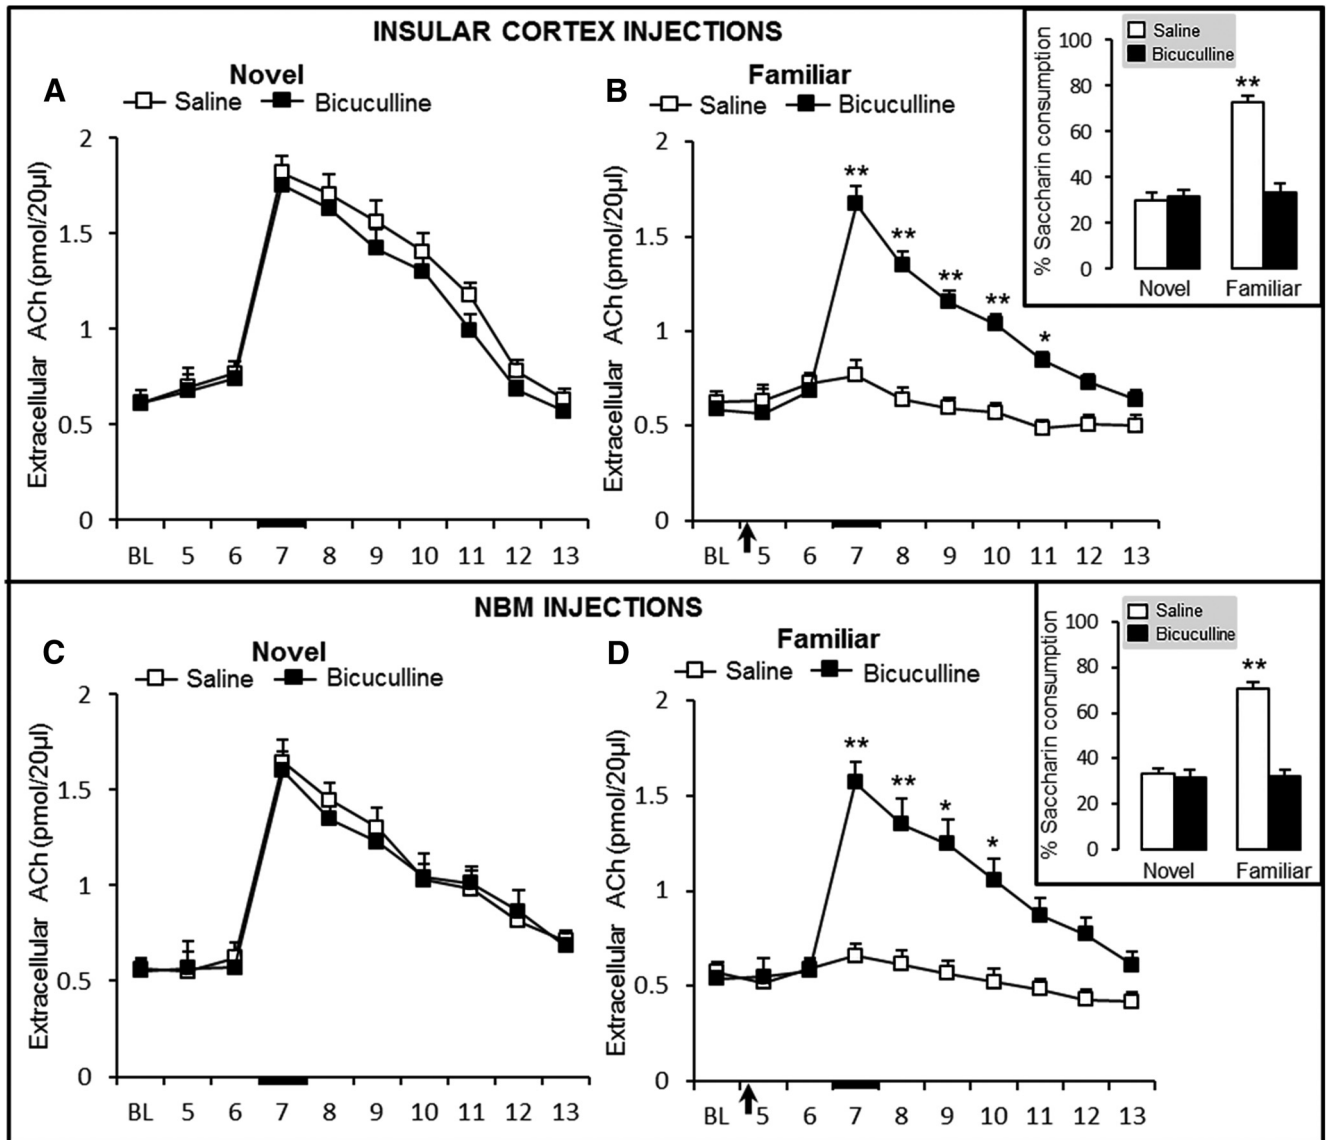 INSULAR CORTEX INJECTIONS
A
Novel
Saline Bicuculline
Extracellular ACh (pmol/20µl)
2
1.5
1
0.5
0
BL 5 6 7 8 9 10 11 12 13
B
Familiar
Saline Bicuculline
Extracellular ACh (pmol/20µl)
2
1.5
1
0.5
0
** ** ** ** *
BL 5 6 7 8 9 10 11 12 13
Saline
Bicuculline
% Saccharin consumption
100
80
60
40
20
0
**
Novel Familiar
NBM INJECTIONS
C
Novel
Saline Bicuculline
Extracellular ACh (pmol/20µl)
2
1.5
1
0.5
0
BL 5 6 7 8 9 10 11 12 13
D
Familiar
Saline Bicuculline
Extracellular ACh (pmol/20µl)
2
1.5
1
0.5
0
** ** * *
BL 5 6 7 8 9 10 11 12 13
Saline
Bicuculline
% Saccharin consumption
100
80
60
40
20
0
**
Novel Familiar